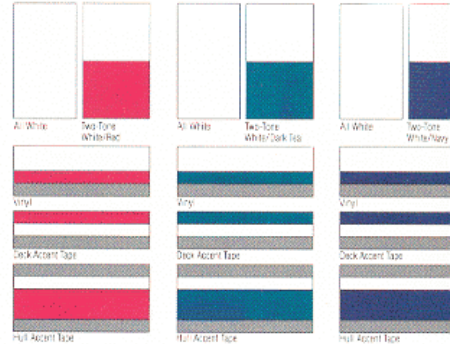 All White
Two-Tone
White/Red
All White
Two-Tone
White/Dark Tea
All White
Two-Tone
White/Navy
Vinyl
Vinyl
Vinyl
Deck Accent Tape
Deck Accent Tape
Deck Accent Tape
Hull Accent Tape
Hull Accent Tape
Hull Accent Tape